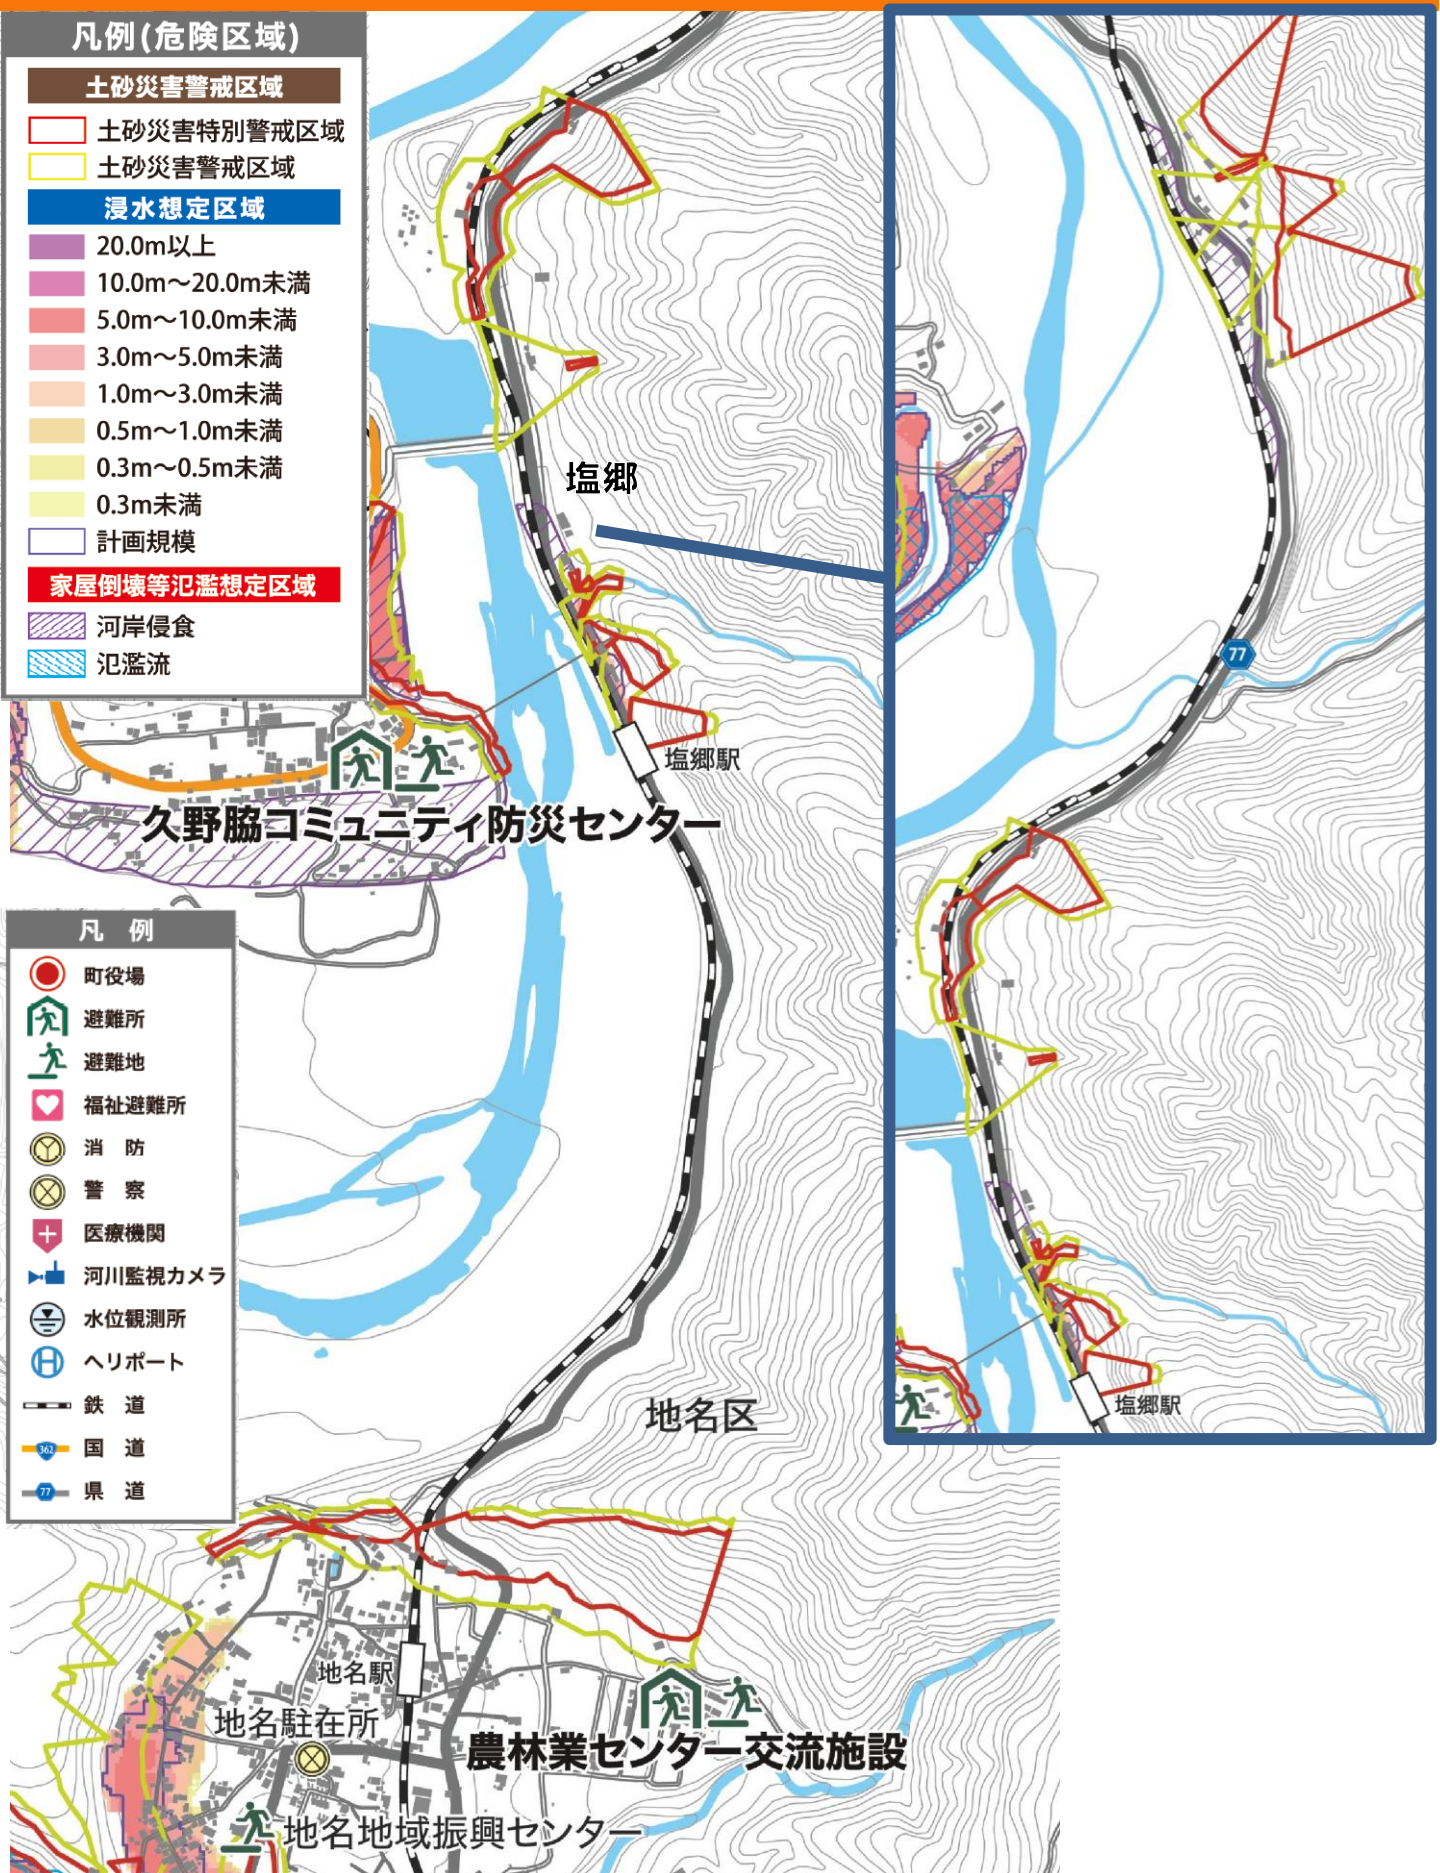 凡例(危険区域)
土砂災害警戒区域
土砂災害特別警戒区域
土砂災害警戒区域
浸水想定区域
20.0m以上
10.0m～20.0m未満
5.0m～10.0m未満
3.0m～5.0m未満
1.0m～3.0m未満
0.5m～1.0m未満
0.3m～0.5m未満
0.3m未満
計画規模
家屋倒壊等氾濫想定区域
河岸侵食
氾濫流
塩郷
塩郷駅
久野脇コミュニティ防災センター
77
塩郷駅
凡　例
町役場
避難所
避難地
福祉避難所
消　防
警　察
医療機関
河川監視カメラ
水位観測所
ヘリポート
鉄　道
362
国　道
77
県　道
地名区
地名駅
地名駐在所
農林業センター交流施設
地名地域振興センター